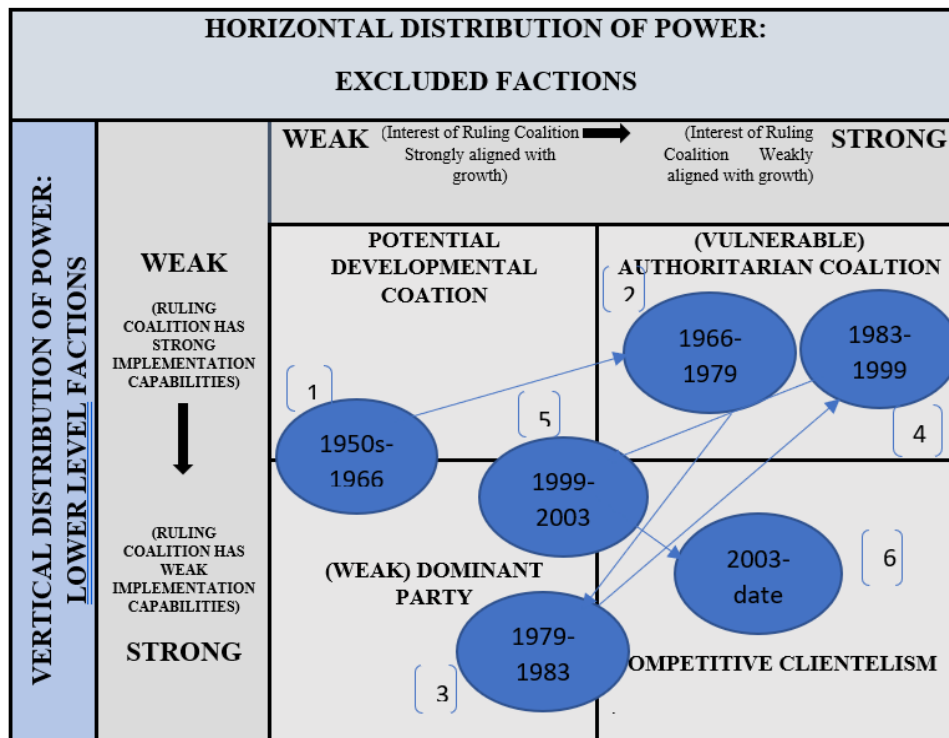 HORIZONTAL DISTRIBUTION OF POWER:
EXCLUDED FACTIONS
VERTICAL DISTRIBUTION OF POWER:
LOWER LEVEL FACTIONS
WEAK
(Interest of Ruling Coalition
Strongly aligned with
growth)
(Interest of Ruling
Coalition Weakly
aligned with growth)
STRONG
WEAK
(RULING
COALITION HAS
STRONG
IMPLEMENTATION
CAPABILITIES)
(RULING
COALITION HAS
WEAK
IMPLEMENTATION
CAPABILITIES)
STRONG
POTENTIAL
DEVELOPMENTAL
COATION
(VULNERABLE)
AUTHORITARIAN COALTION
1
1950s-
1966
2
1966-
1979
1983-
1999
4
5
1999-
2003
(WEAK) DOMINANT
PARTY
3
1979-
1983
2003-
date
6
OMPETITIVE CLIENTELISM